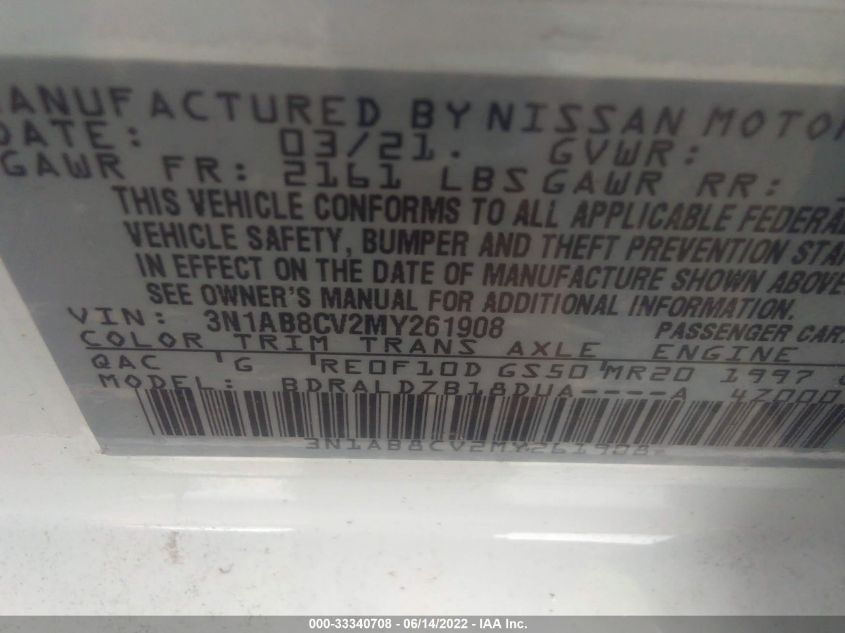 MANUFACTURED BY NISSAN MOTOR
DATE: 03/21. GVWR:
GAWR FR: 2161 LBS GAWR RR:
THIS VEHICLE CONFORMS TO ALL APPLICABLE FEDERA
VEHICLE SAFETY, BUMPER AND THEFT PREVENTION STAN
IN EFFECT ON THE DATE OF MANUFACTURE SHOWN ABOVE
SEE OWNER'S MANUAL FOR ADDITIONAL INFORMATION.
VIN: 3N1AB8CV2MY261908 PASSENGER CAR
COLOR TRIM TRANS AXLE ENGINE
QAC G RE0F10D GS50 MR20 1997
MODEL: BDRALDZB18DUA----A 47000
3N1AB8CV2MY261908
000-33340708 - 06/14/2022 - IAA Inc.